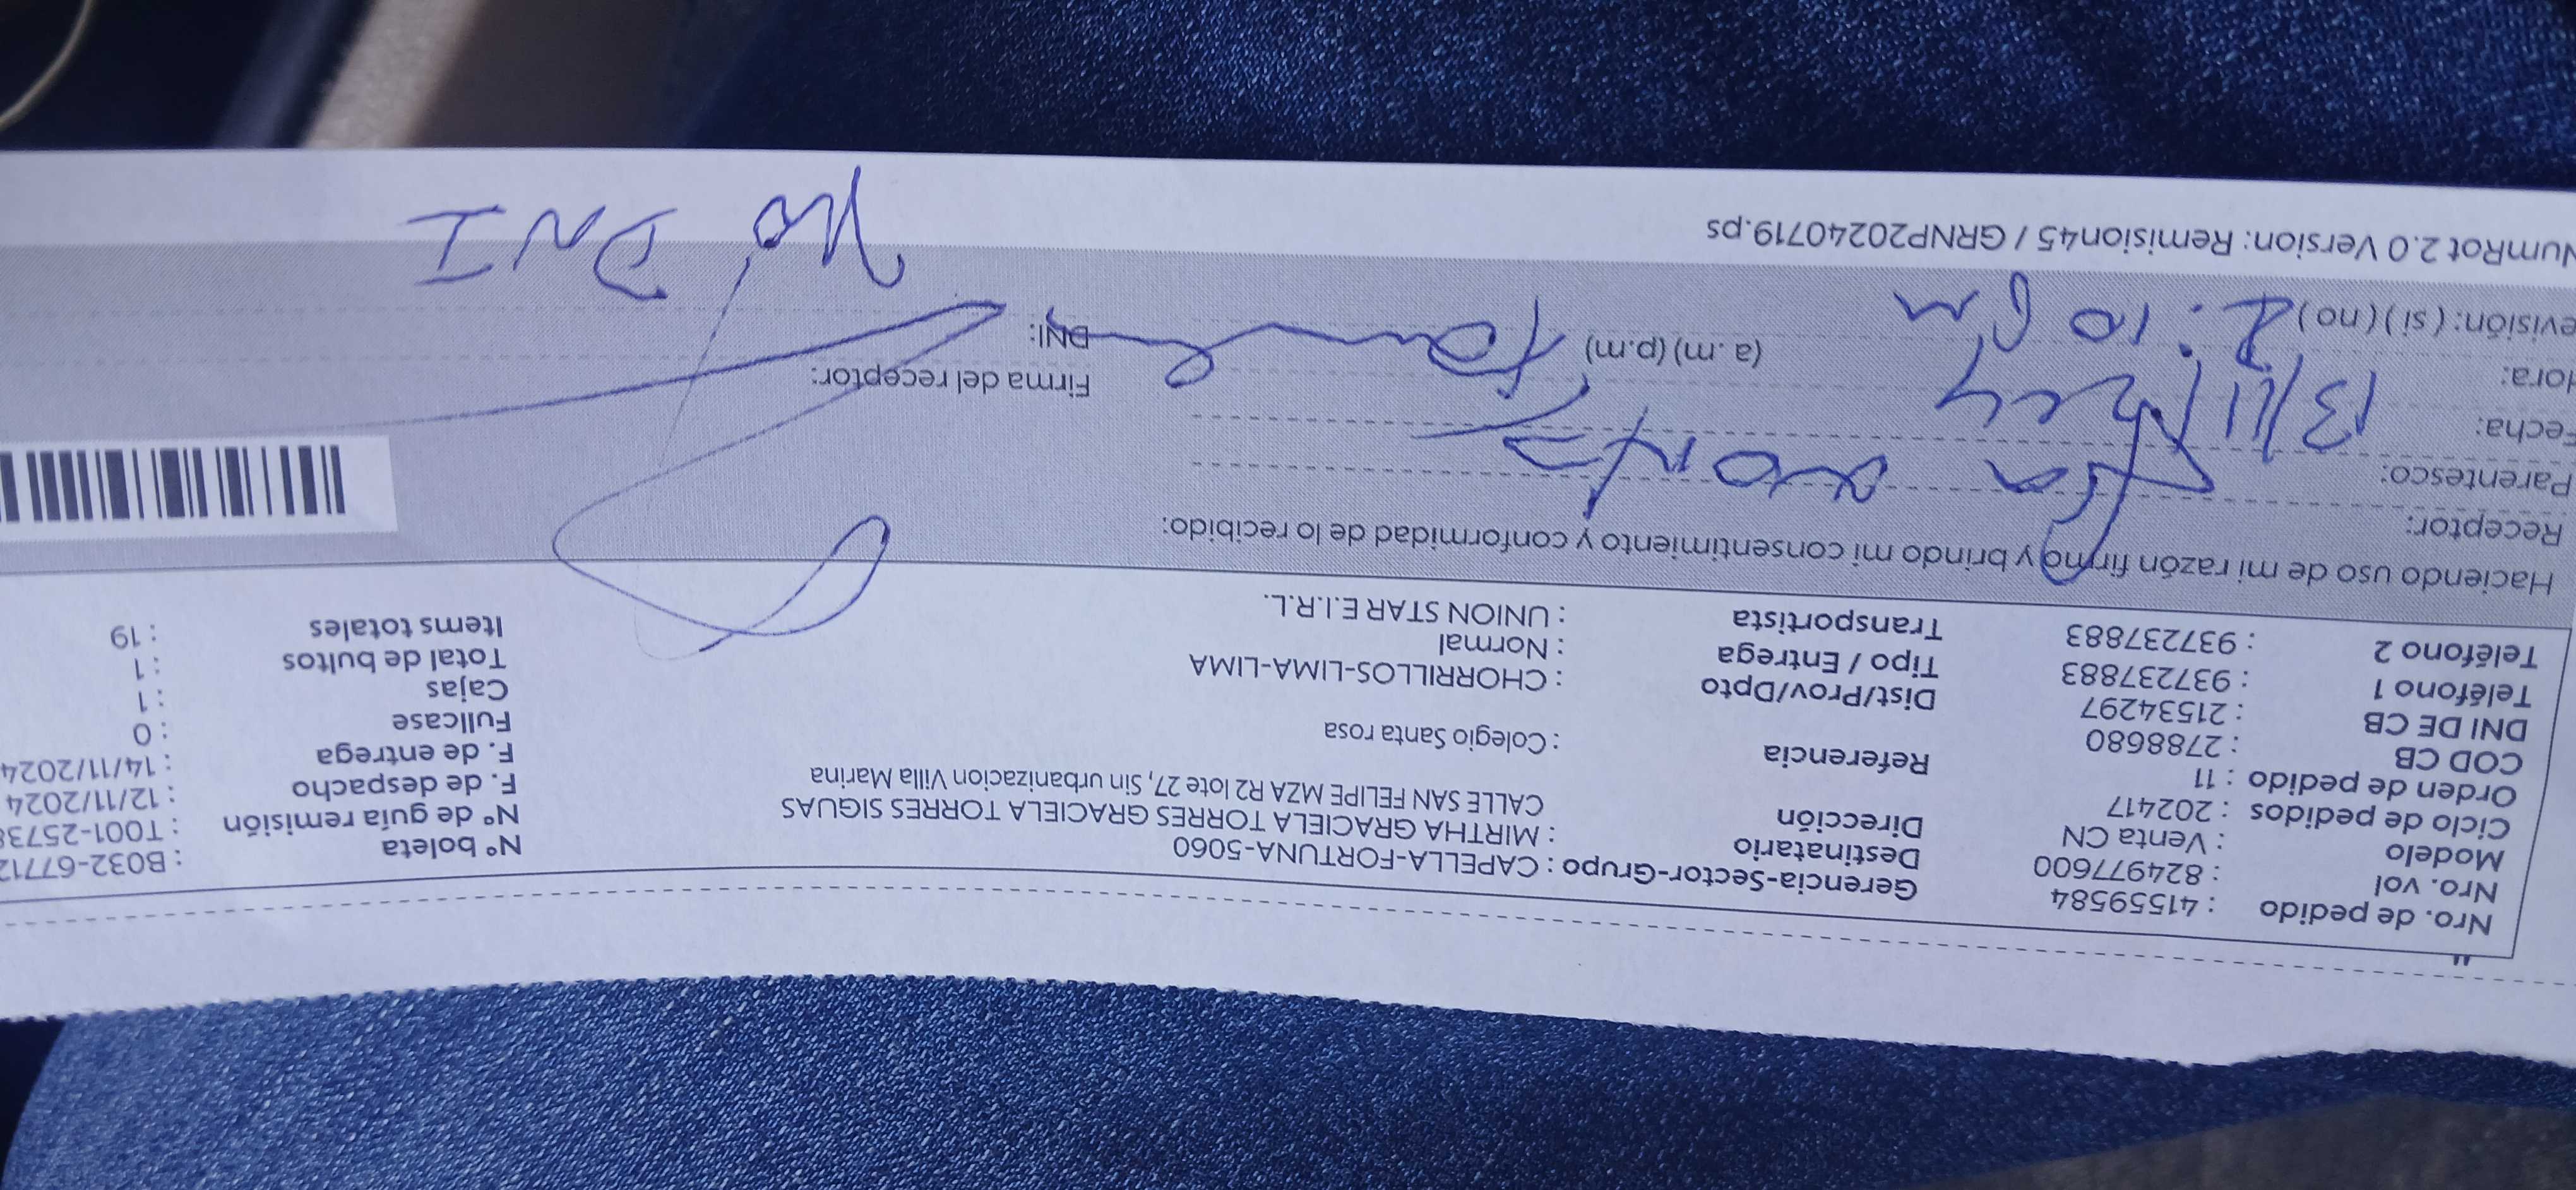 Nro. de pedido : 41559584
Nro. vol : 824977600
Modelo : Venta CN
Ciclo de pedidos : 202417
Orden de pedido : 11
COD CB : 2788680
DNI DE CB : 21534297
Teléfono 1 : 937237883
Teléfono 2 : 937237883
Gerencia-Sector-Grupo : CAPELLA-FORTUNA-5060
Destinatario : MIRTHA GRACIELA TORRES GRACIELA TORRES SIGUAS
Dirección CALLE SAN FELIPE MZA R2 lote 27, Sin urbanizacion Villa Marina
Referencia : Colegio Santa rosa
Dist/Prov/Dpto : CHORRILLOS-LIMA-LIMA
Tipo / Entrega : Normal
Transportista : UNION STAR E.I.R.L.
N° boleta : B032-67712
N° de guía remisión : T001-2573
F. de despacho : 12/11/2024
F. de entrega : 14/11/2024
Fullcase : 0
Cajas : 1
Total de bultos : 1
Items totales : 19
Haciendo uso de mi razón firmo y brindo mi consentimiento y conformidad de lo recibido:
Receptor:
Parentesco:
Fecha: 13/11/24
Hora: 2:10 Pm (a. m) (p.m)
evisión: ( si ) ( no )
Firma del receptor:
DNI:
No DNI
NumRot 2.0 Version: Remision45 / GRNP20240719.ps